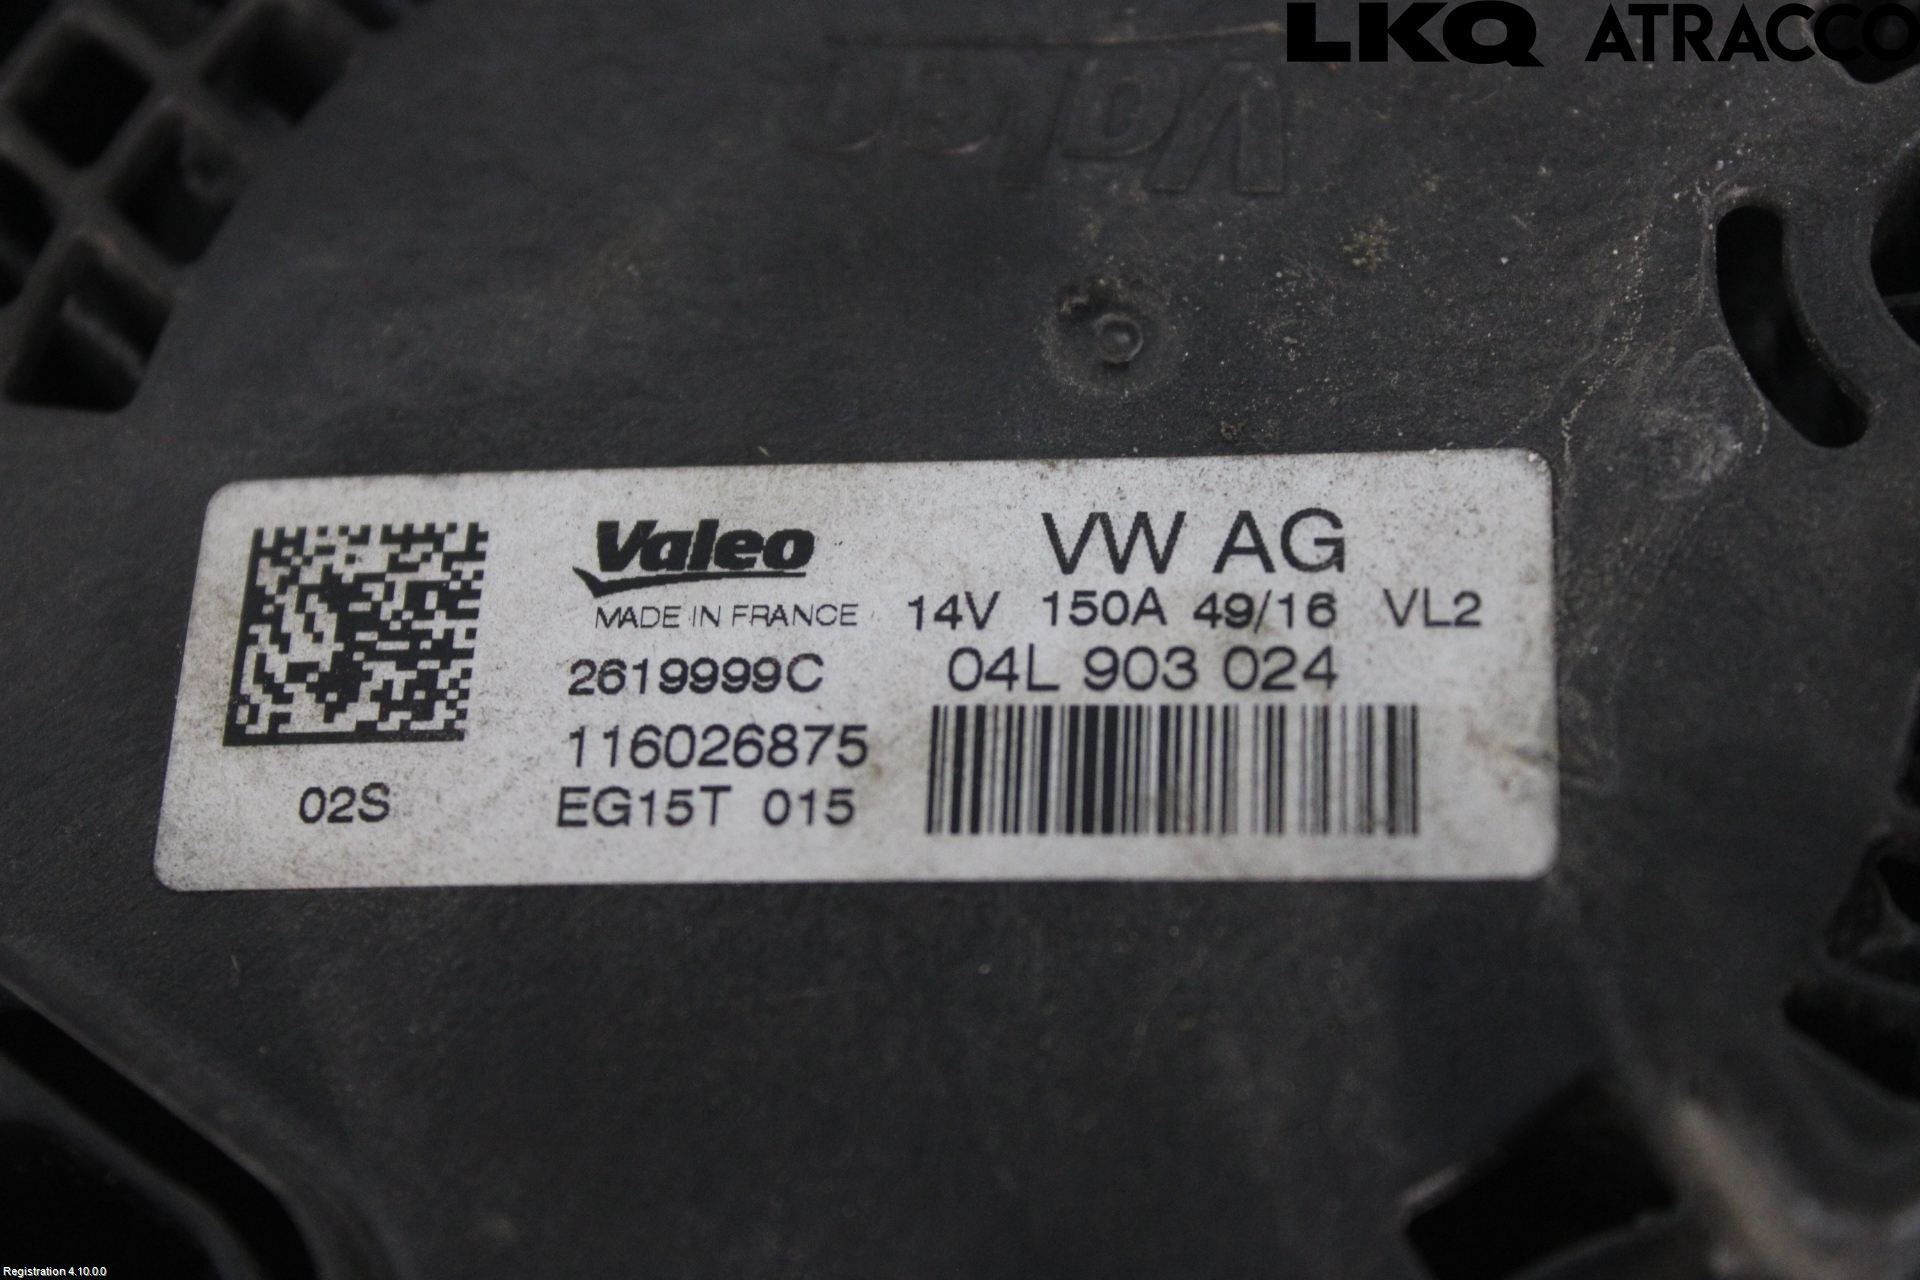 LKQ ATRACCO
Valeo
Valeo VW AG
MADE IN FRANCE 14V 150A 49/16 VL2
2619999C 04L 903 024
116026875
02S EG15T 015
Registration 4.10.0.0